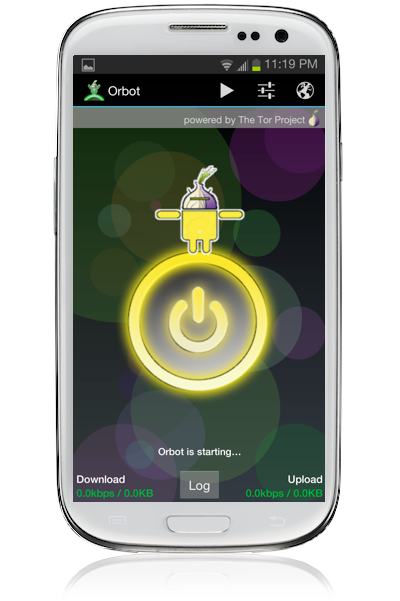 11:19 PM
Orbot
powered by The Tor Project
Orbot is starting...
Download
Upload
0.0kbps / 0.0KB
Log
0.0kbps / 0.0KB